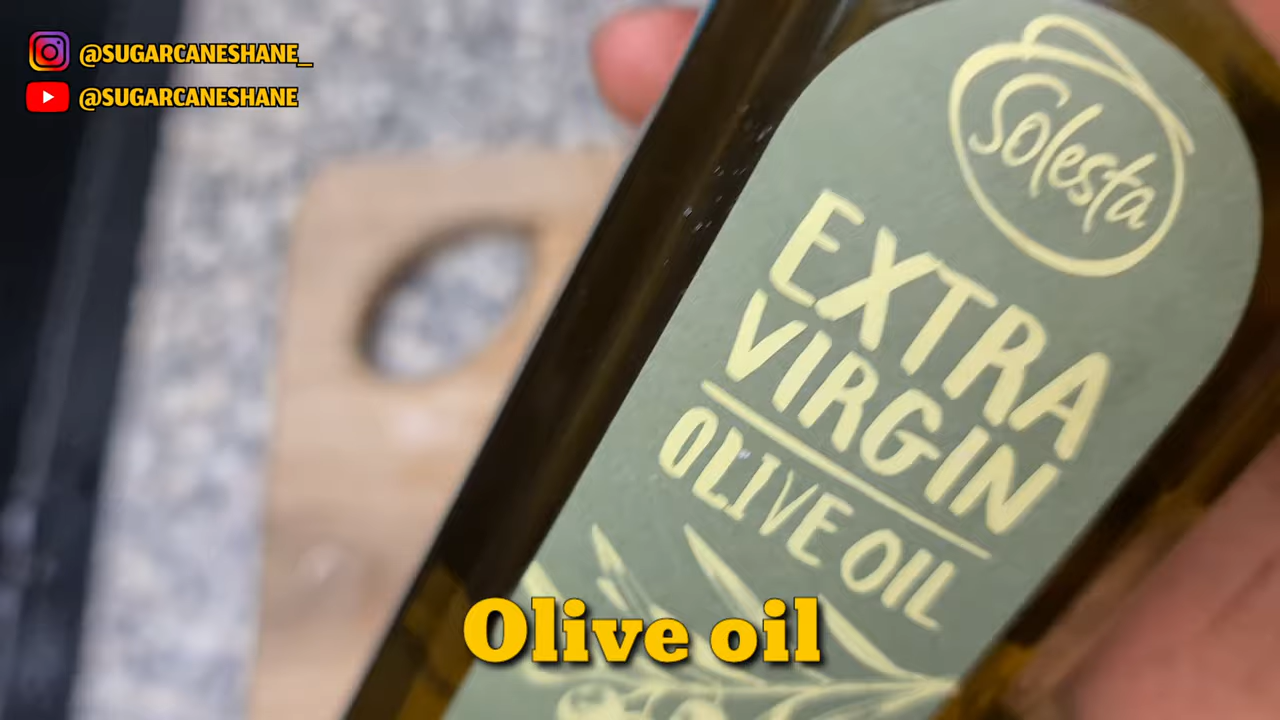 @SUGARCANESHANE_
@SUGARCANESHANE
Solesta
EXTRA
VIRGIN
OLIVE OIL
Olive oil